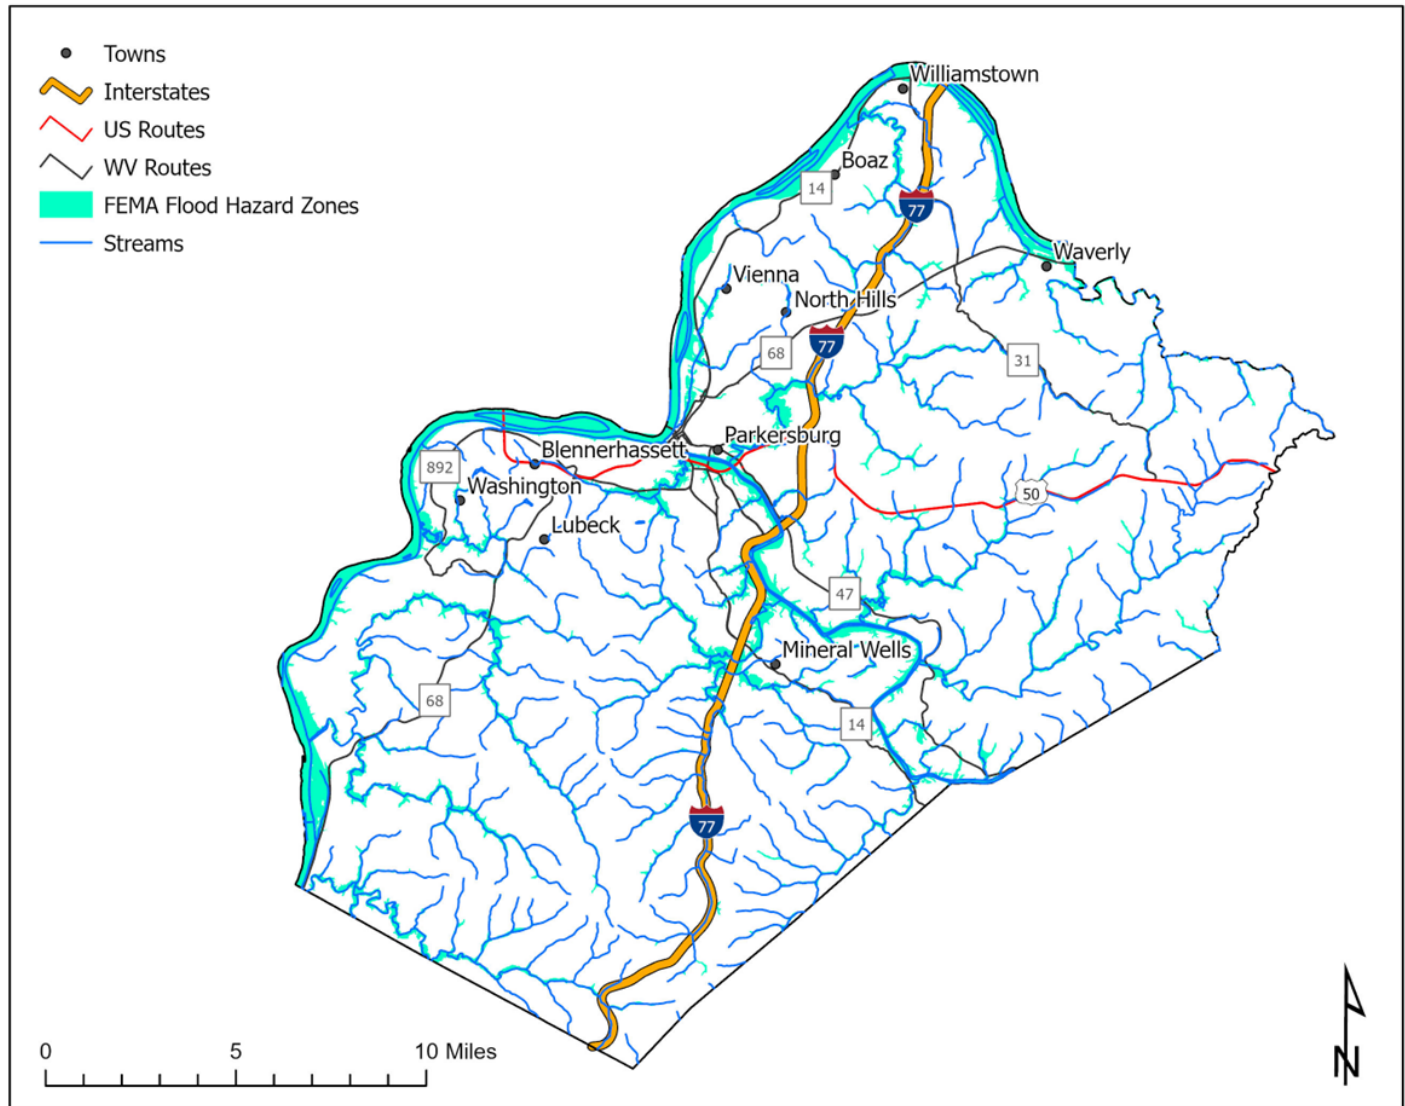 Towns
Interstates
US Routes
WV Routes
FEMA Flood Hazard Zones
Streams
Williamstown
Boaz
14
77
Waverly
Vienna
North Hills
77
68
31
Parkersburg
Blennerhassett
892
Washington
50
Lubeck
47
Mineral Wells
68
14
77
0 5 10 Miles
N